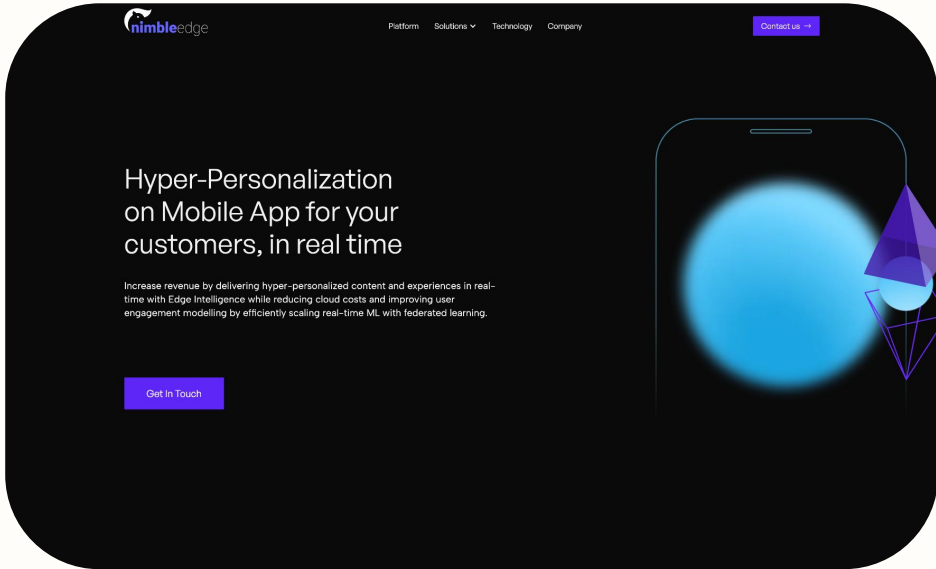 nimbleedge
Platform
Solutions
Technology
Company
Contact us →
Hyper-Personalization
on Mobile App for your
customers, in real time
Increase revenue by delivering hyper-personalized content and experiences in real-
time with Edge Intelligence while reducing cloud costs and improving user
engagement modelling by efficiently scaling real-time ML with federated learning.
Get In Touch